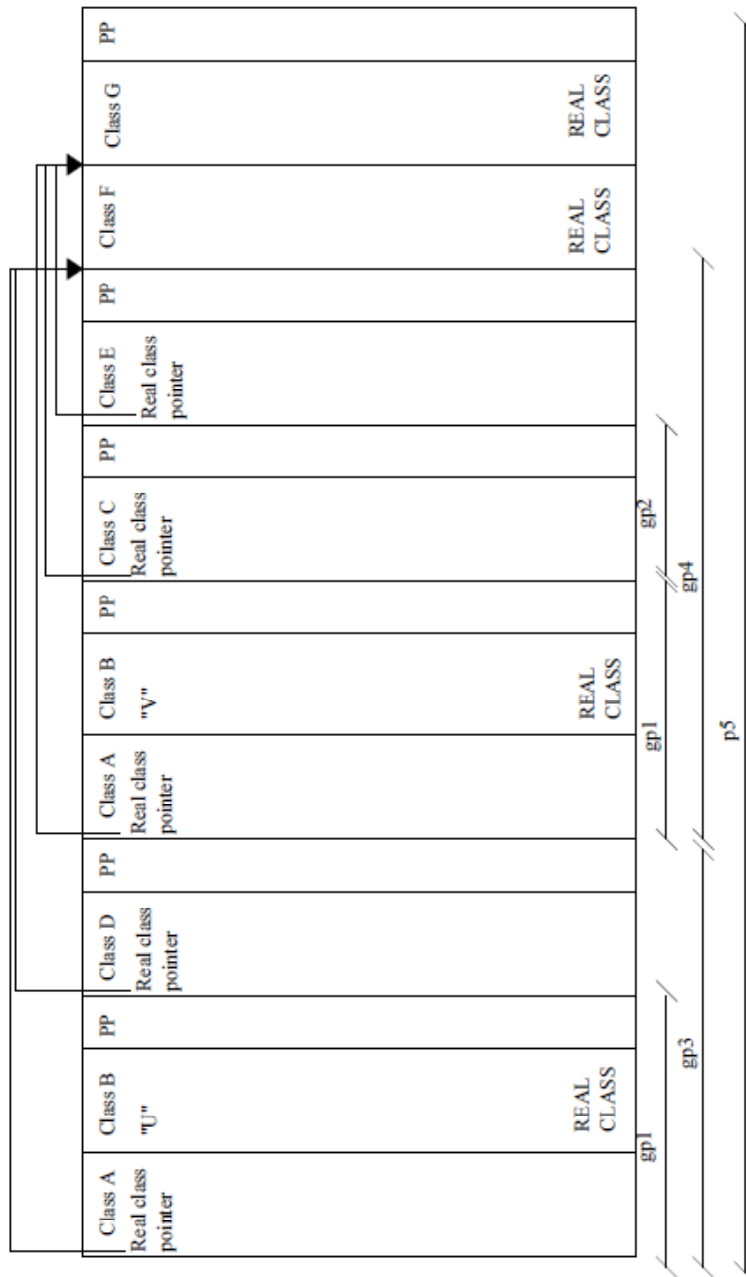 Class A
Real class
pointer
Class B
"U"
REAL
CLASS
PP
Class D
Real class
pointer
PP
Class A
Real class
pointer
Class B
"V"
REAL
CLASS
PP
Class C
Real class
pointer
PP
Class E
Real class
pointer
PP
Class F
REAL
CLASS
Class G
REAL
CLASS
PP
gp1
gp1
gp2
gp3
gp4
p5